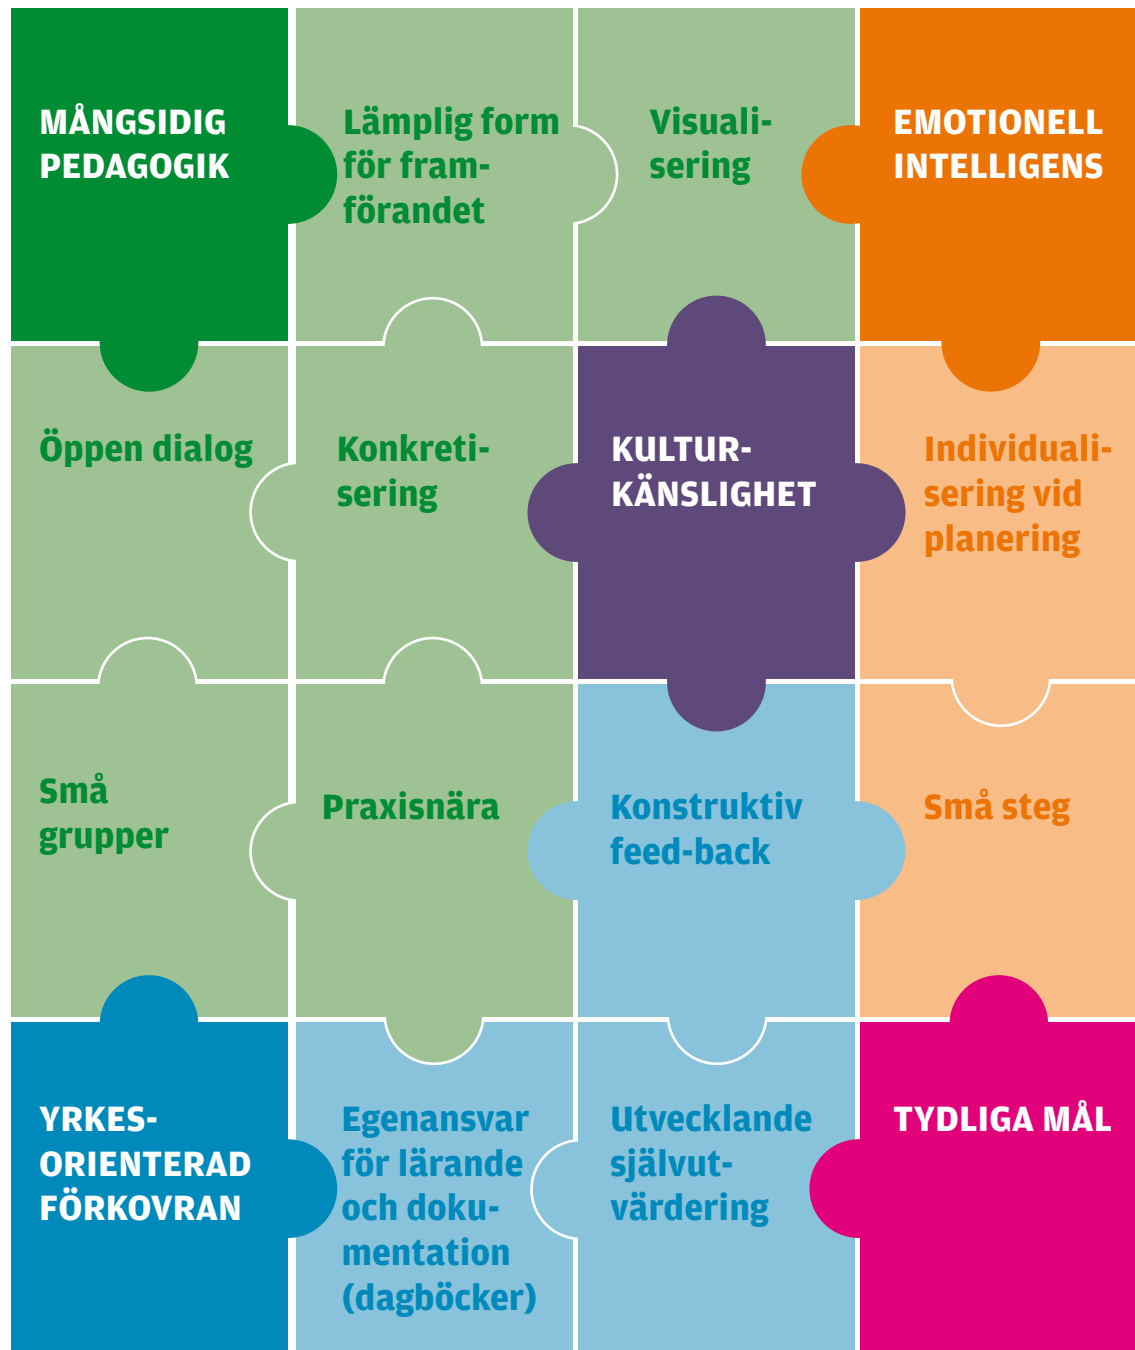 MÅNGSIDIG
PEDAGOGIK
Lämplig form
för fram-
förandet
Visuali-
sering
EMOTIONELL
INTELLIGENS
Öppen dialog
Konkreti-
sering
KULTUR-
KÄNSLIGHET
Individuali-
sering vid
planering
Små
grupper
Praxisnära
Konstruktiv
feed-back
Små steg
YRKES-
ORIENTERAD
FÖRKOVRAN
Egenansvar
för lärande
och doku-
mentation
(dagböcker)
Utvecklande
självut-
värdering
TYDLIGA MÅL